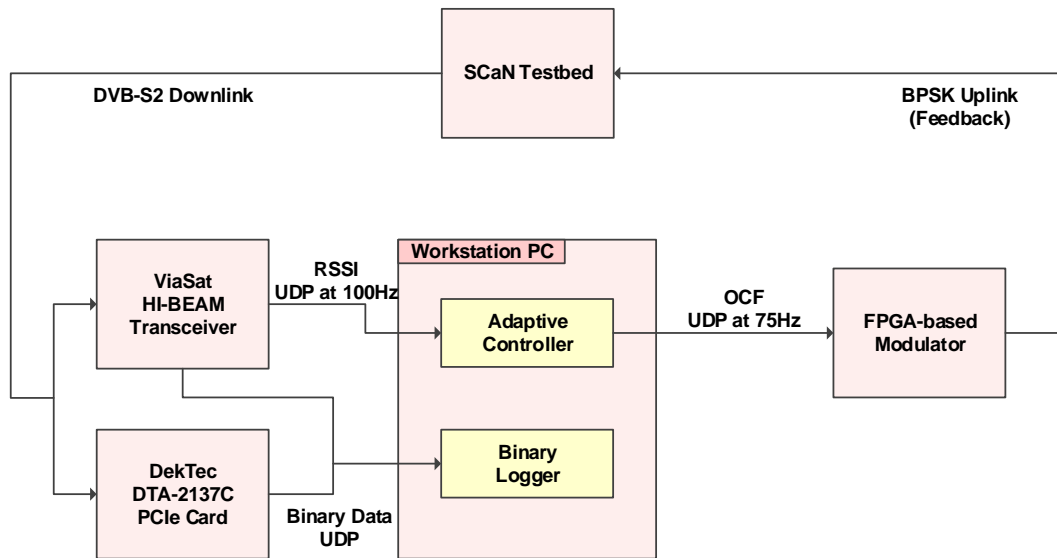 SCaN Testbed
DVB-S2 Downlink
BPSK Uplink
(Feedback)
Workstation PC
ViaSat
HI-BEAM
Transceiver
RSSI
UDP at 100Hz
Adaptive
Controller
OCF
UDP at 75Hz
FPGA-based
Modulator
DekTec
DTA-2137C
PCIe Card
Binary Data
UDP
Binary
Logger